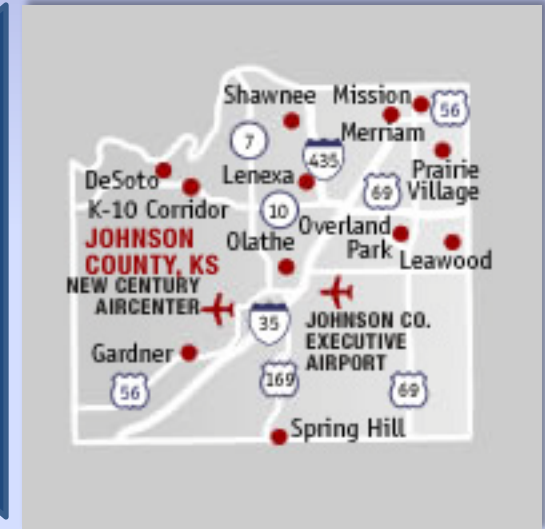 Shawnee
Mission
56
7
Merriam
435
Prairie
Village
DeSoto
Lenexa
69
K-10 Corridor
10
Overland
Park
JOHNSON
COUNTY, KS
Olathe
Leawood
NEW CENTURY
AIRCENTER
35
JOHNSON CO.
EXECUTIVE
AIRPORT
Gardner
56
169
69
Spring Hill